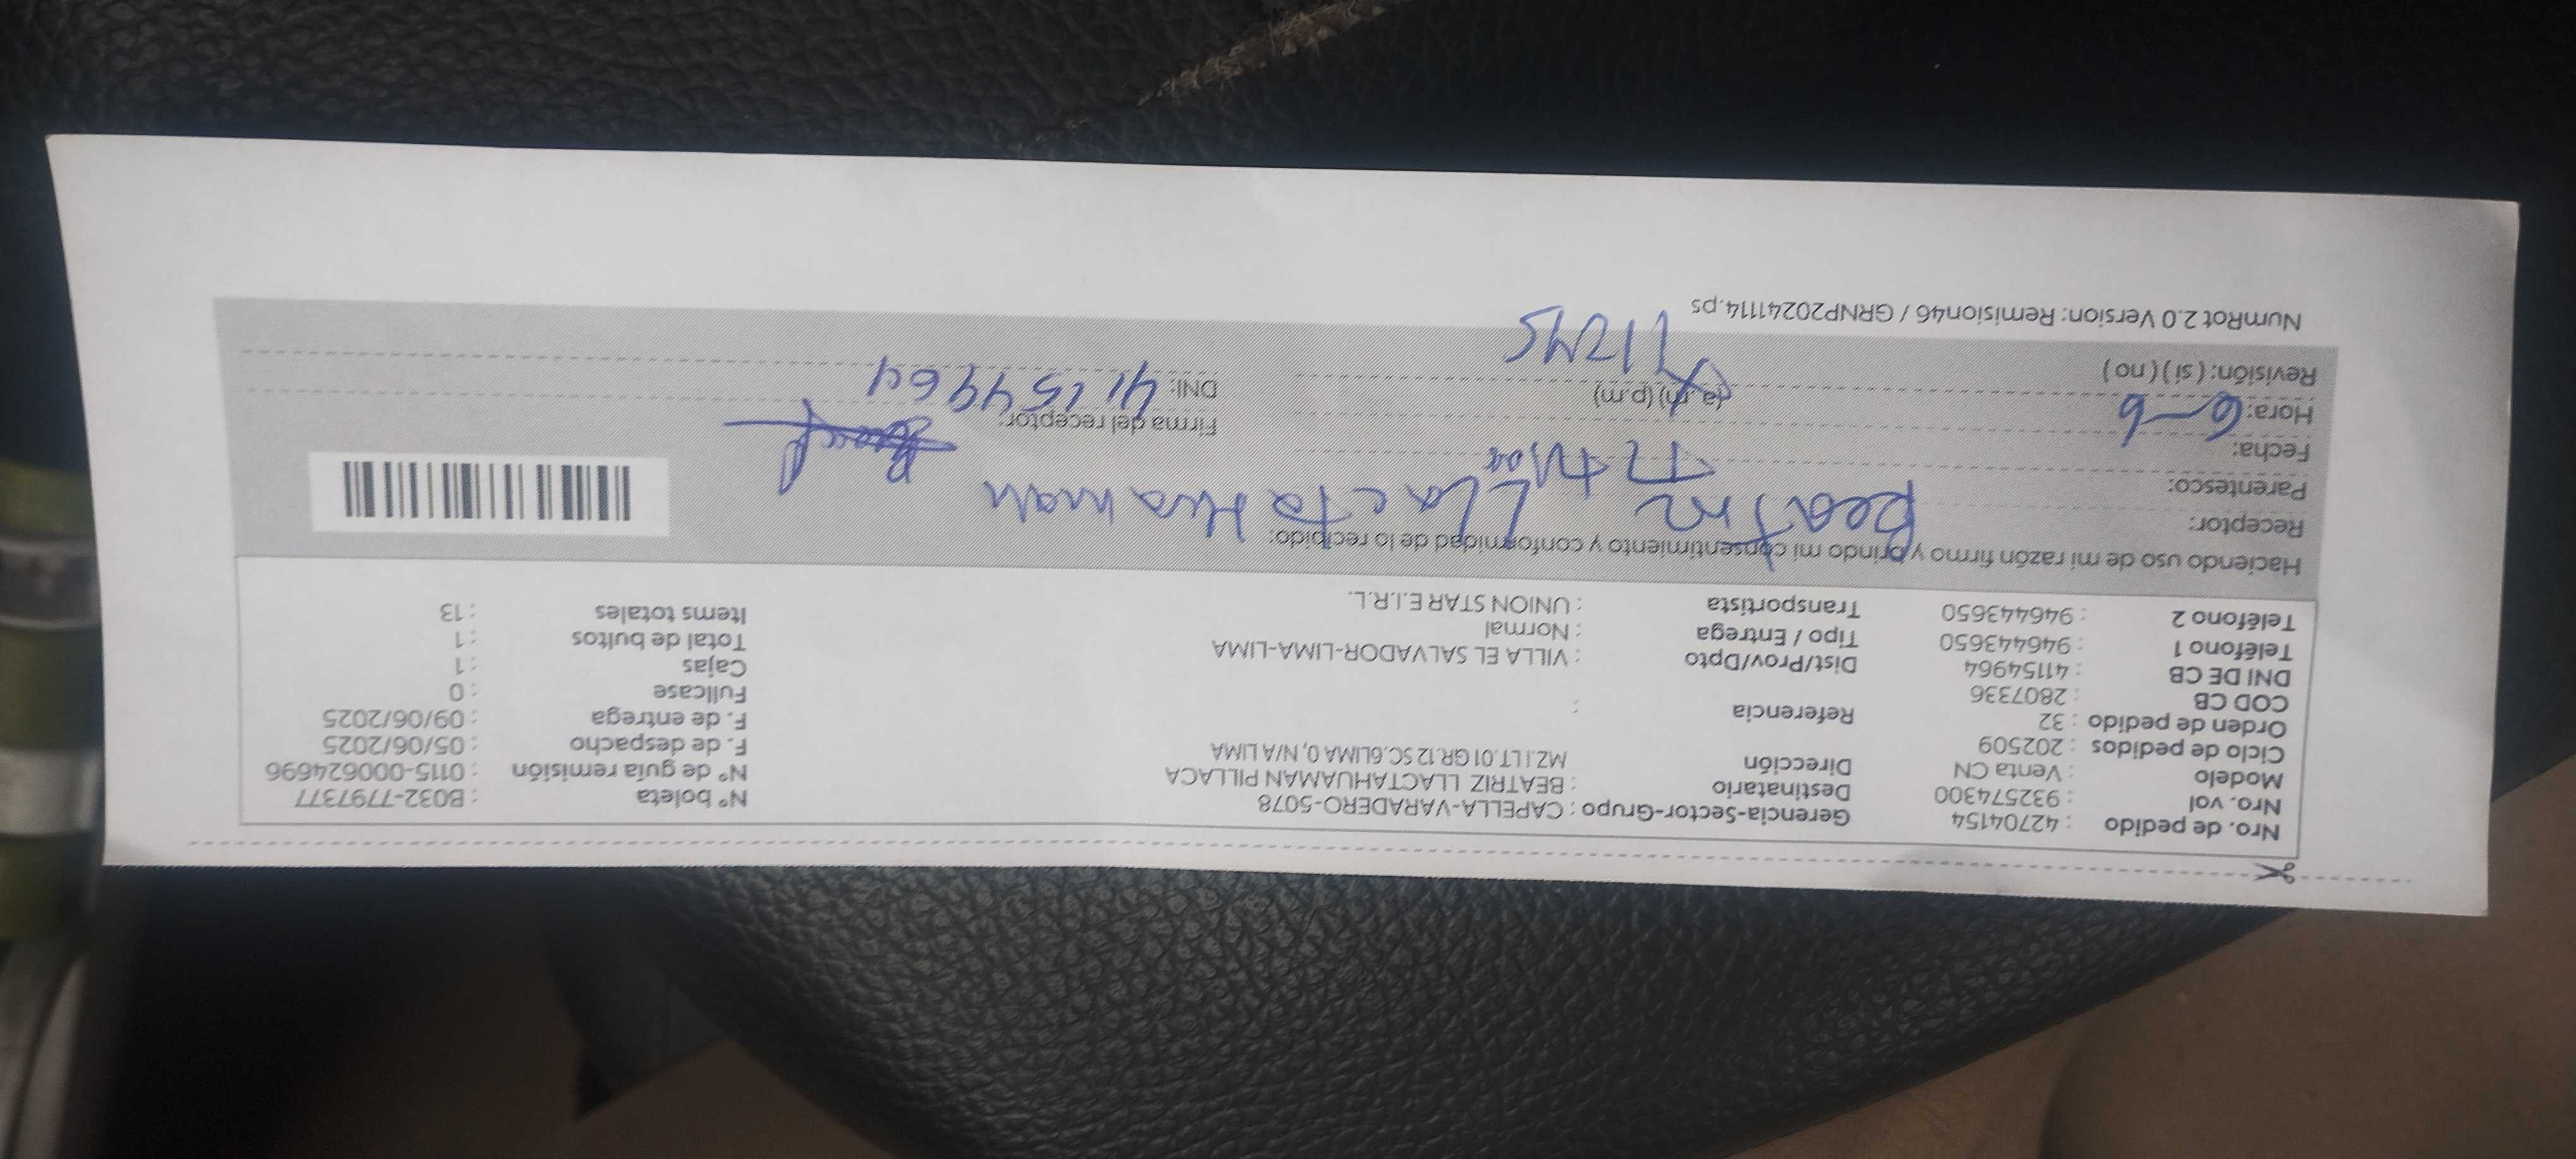 Nro. de pedido : 42704154 Gerencia-Sector-Grupo : CAPELLA-VARADERO-5078 N° boleta : B032-7797377
Nro. vol : 932574300 Destinatario : BEATRIZ LLACTAHUAMAN PILLACA N° de guía remisión : 0115-000624696
Modelo : Venta CN Dirección MZ.I LT.01 GR.12 SC.6LIMA 0, N/A LIMA F. de despacho : 05/06/2025
Ciclo de pedidos : 202509 F. de entrega : 09/06/2025
Orden de pedido : 32 Referencia : Fullcase : 0
COD CB : 2807336 Cajas : 1
DNI DE CB : 41154964 Dist/Prov/Dpto : VILLA EL SALVADOR-LIMA-LIMA Total de bultos : 1
Teléfono 1 : 946443650 Tipo / Entrega : Normal Items totales : 13
Teléfono 2 : 946443650 Transportista : UNION STAR E.I.R.L.
Haciendo uso de mi razón firmo y brindo mi consentimiento y conformidad de lo recibido:
Receptor: Beatriz Llactahuaman
Parentesco: Titular
Fecha: Firma del receptor:
Hora: 6-6 (a.m) (p.m) DNI: 41154964
Revisión: ( si ) ( no )
NumRot 2.0 Version: Remision46 / GRNP20241114.ps